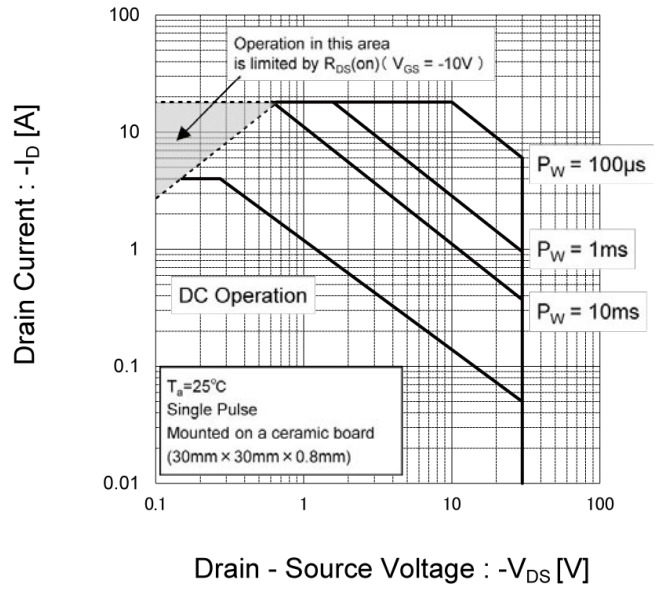 100
Operation in this area
is limited by RDS(on)( VGS = -10V )
10
PW = 100μs
1
PW = 1ms
DC Operation
PW = 10ms
0.1
Ta=25℃
Single Pulse
Mounted on a ceramic board
(30mm×30mm×0.8mm)
0.01
0.1
1
10
100
Drain Current : -ID [A]
Drain - Source Voltage : -VDS [V]